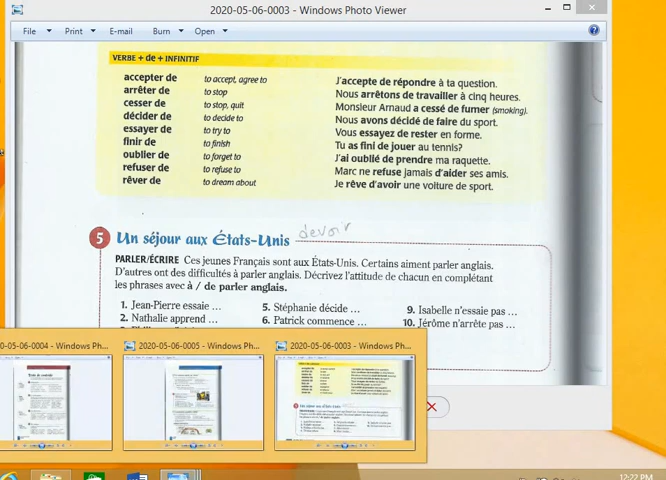 2020-05-06-0003 - Windows Photo Viewer
File Print E-mail Burn Open
VERBE + de + INFINITIF
accepter de to accept, agree to J'accepte de répondre à ta question.
arrêter de to stop Nous arrêtons de travailler à cinq heures.
cesser de to stop, quit Monsieur Arnaud a cessé de fumer (smoking).
décider de to decide to Nous avons décidé de faire du sport.
essayer de to try to Vous essayez de rester en forme.
finir de to finish Tu as fini de jouer au tennis?
oublier de to forget to J'ai oublié de prendre ma raquette.
refuser de to refuse to Marc ne refuse jamais d'aider ses amis.
rêver de to dream about Je rêve d'avoir une voiture de sport.
5 Un séjour aux États-Unis devoir
PARLER/ÉCRIRE Ces jeunes Français sont aux États-Unis. Certains aiment parler anglais.
D'autres ont des difficultés à parler anglais. Décrivez l'attitude de chacun en complétant
les phrases avec à / de parler anglais.
1. Jean-Pierre essaie ... 5. Stéphanie décide ... 9. Isabelle n'essaie pas ...
2. Nathalie apprend ... 6. Patrick commence ... 10. Jérôme n'arrête pas ...
05-06-0004 - Windows Ph... 2020-05-06-0005 - Windows Ph... 2020-05-06-0003 - Windows Ph...
12:22 PM